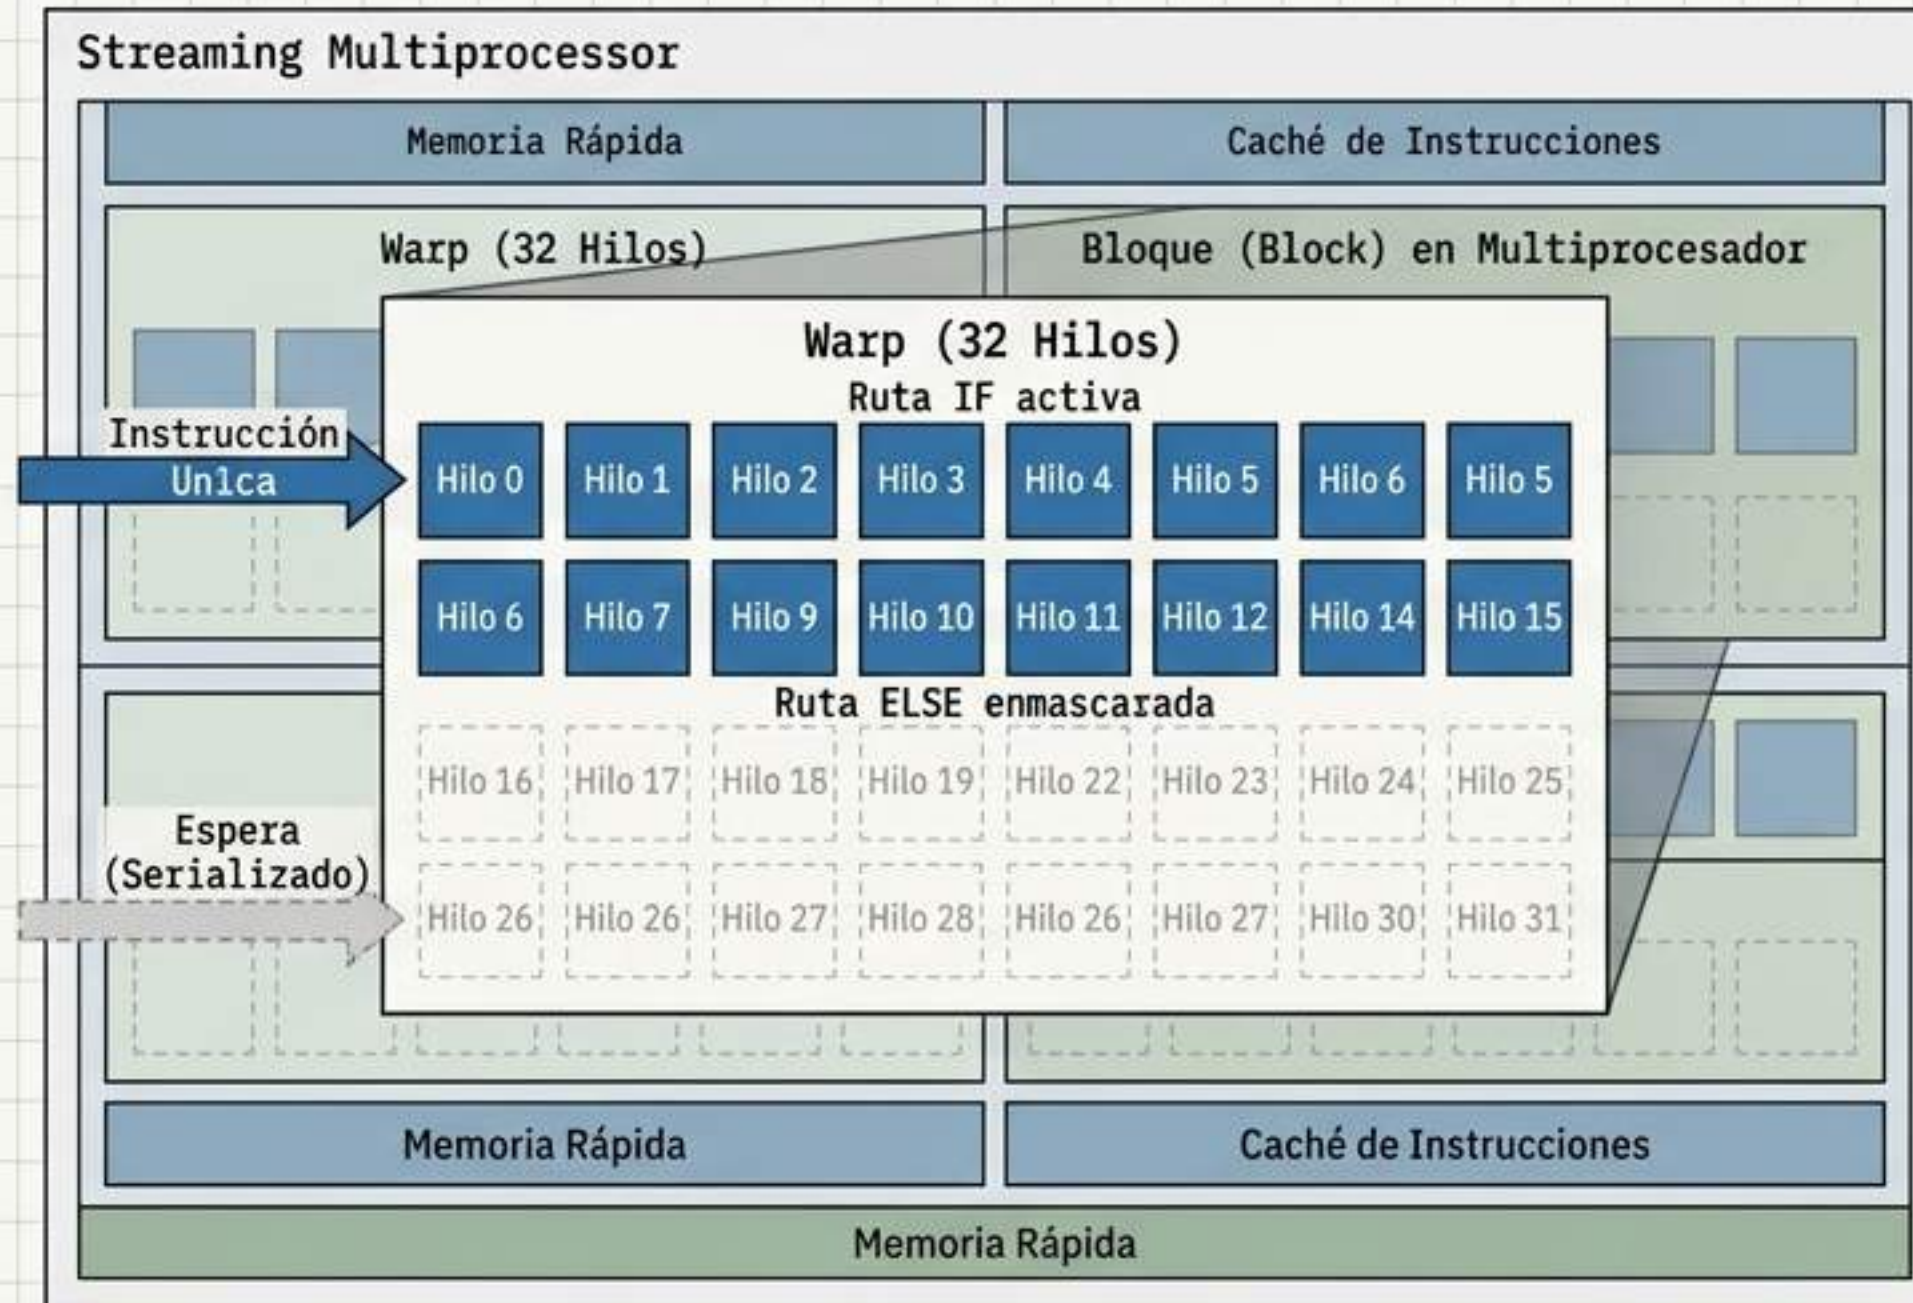 Streaming Multiprocessor
Memoria Rápida
Caché de Instrucciones
Warp (32 Hilos)
Bloque (Block) en Multiprocesador
Warp (32 Hilos)
Ruta IF activa
Instrucción
Un1ca
Hilo 0 Hilo 1 Hilo 2 Hilo 3 Hilo 4 Hilo 5 Hilo 6 Hilo 5
Hilo 6 Hilo 7 Hilo 9 Hilo 10 Hilo 11 Hilo 12 Hilo 14 Hilo 15
Ruta ELSE enmascarada
Hilo 16 Hilo 17 Hilo 18 Hilo 19 Hilo 22 Hilo 23 Hilo 24 Hilo 25
Espera
(Serializado)
Hilo 26 Hilo 26 Hilo 27 Hilo 28 Hilo 26 Hilo 27 Hilo 30 Hilo 31
Memoria Rápida
Caché de Instrucciones
Memoria Rápida